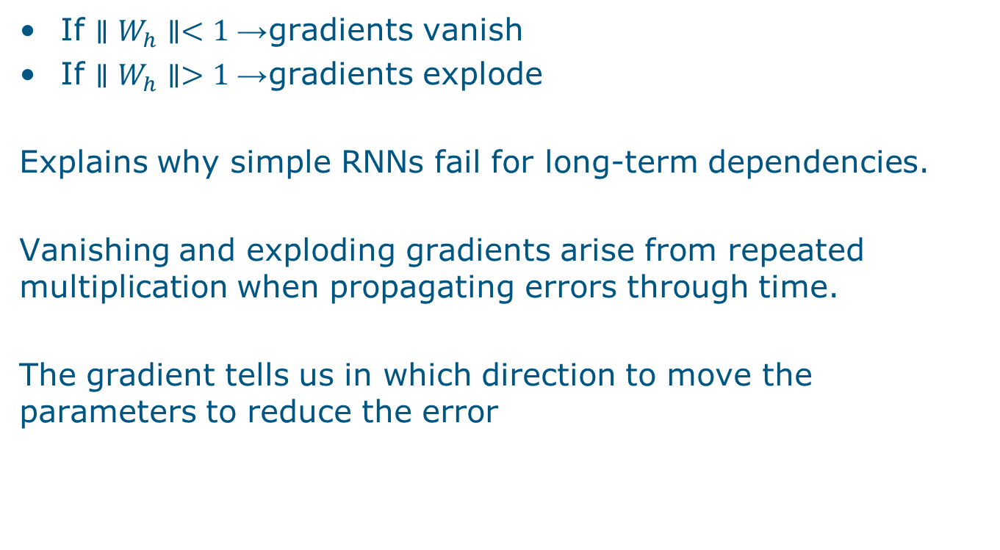 • If ‖ Wₕ ‖< 1 →gradients vanish
• If ‖ Wₕ ‖> 1 →gradients explode
Explains why simple RNNs fail for long-term dependencies.
Vanishing and exploding gradients arise from repeated
multiplication when propagating errors through time.
The gradient tells us in which direction to move the
parameters to reduce the error